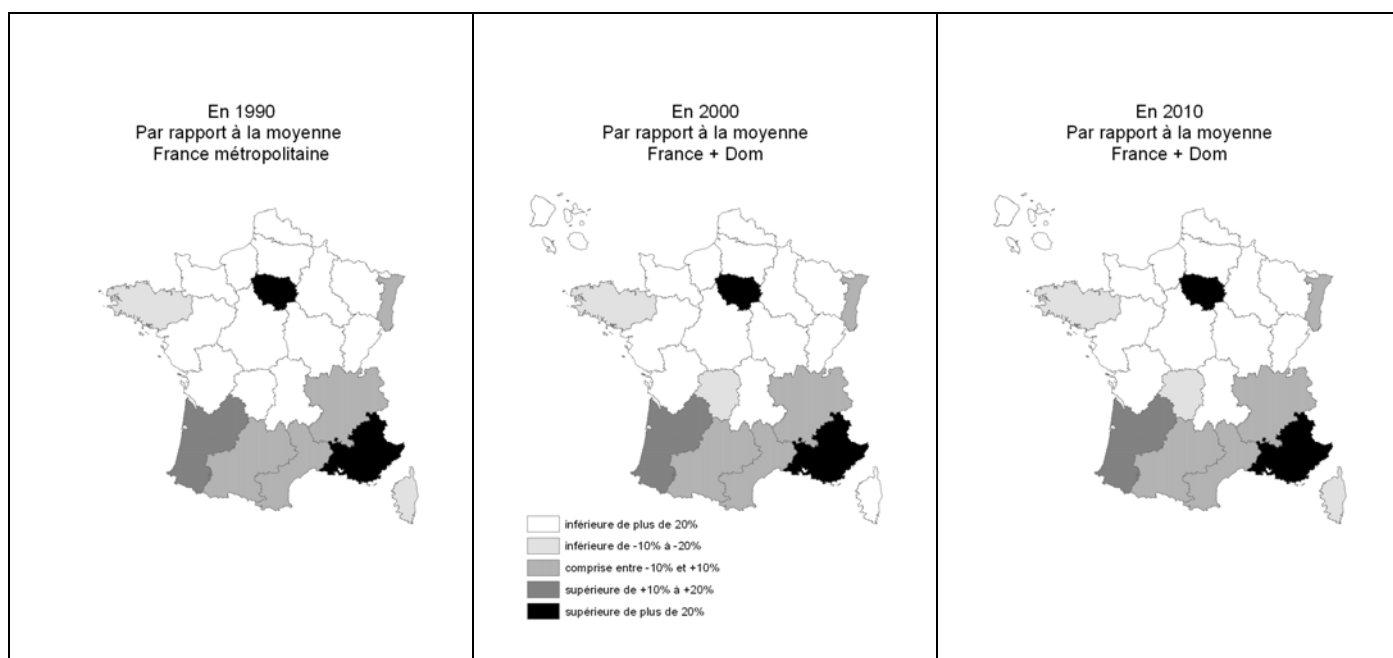 En 1990
Par rapport à la moyenne
France métropolitaine
En 2000
Par rapport à la moyenne
France + Dom
inférieure de plus de 20%
inférieure de -10% à -20%
comprise entre -10% et +10%
supérieure de +10% à +20%
supérieure de plus de 20%
En 2010
Par rapport à la moyenne
France + Dom